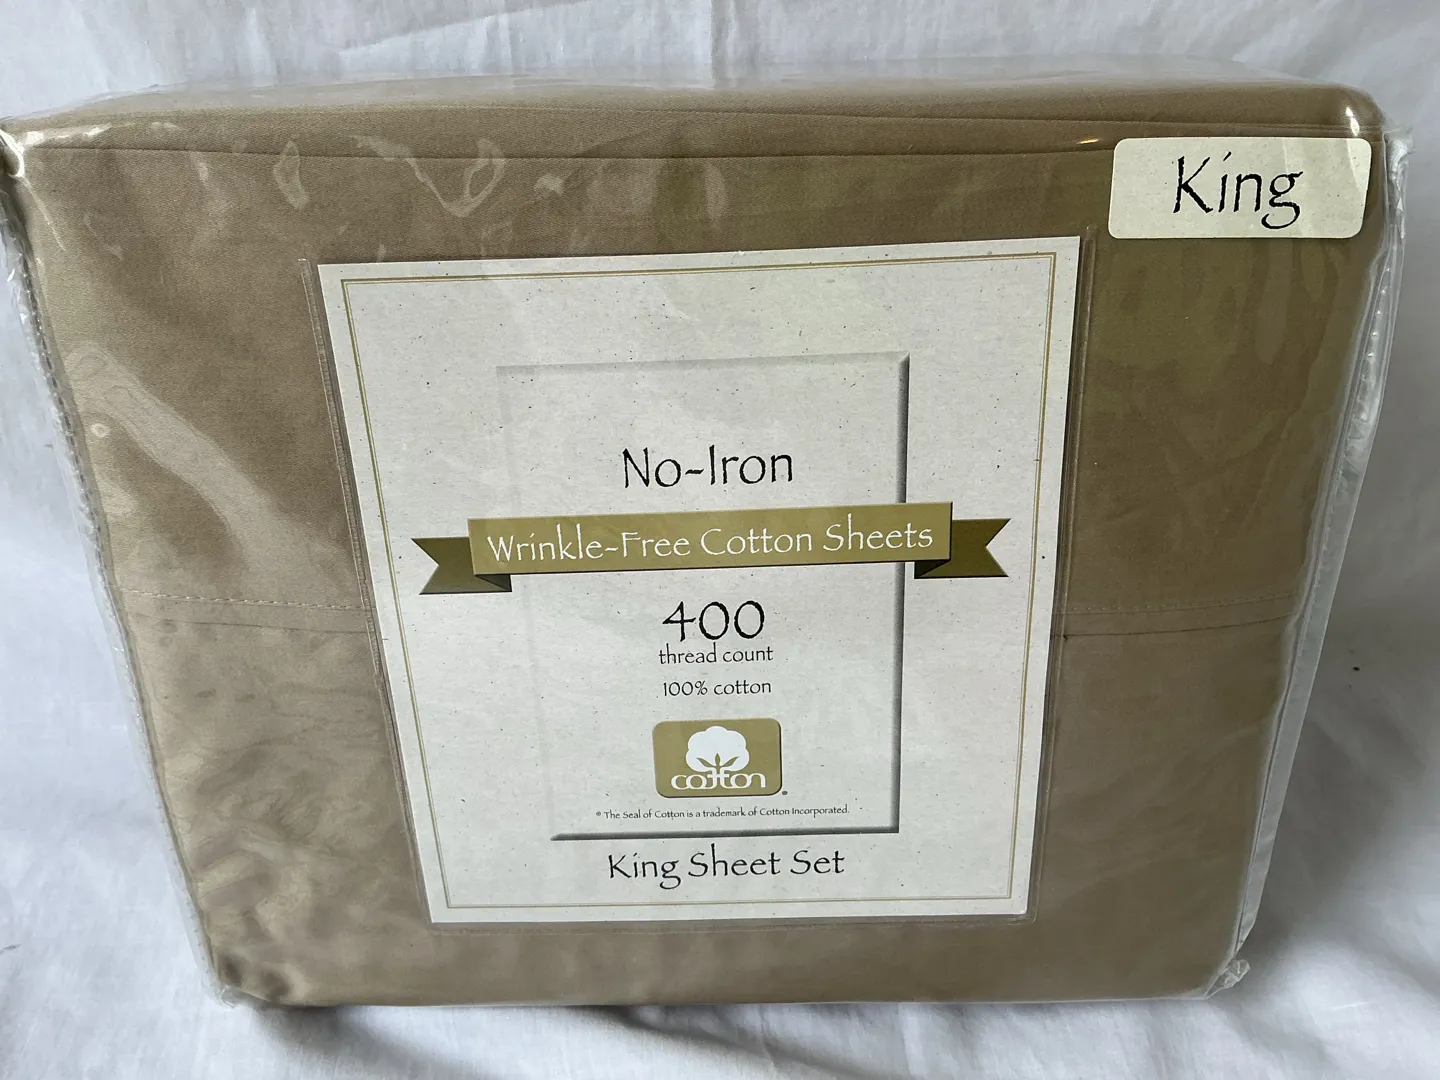 King
No-Iron
Wrinkle-Free Cotton Sheets
400
thread count
100% cotton
cotton
® The Seal of Cotton is a trademark of Cotton Incorporated.
King Sheet Set